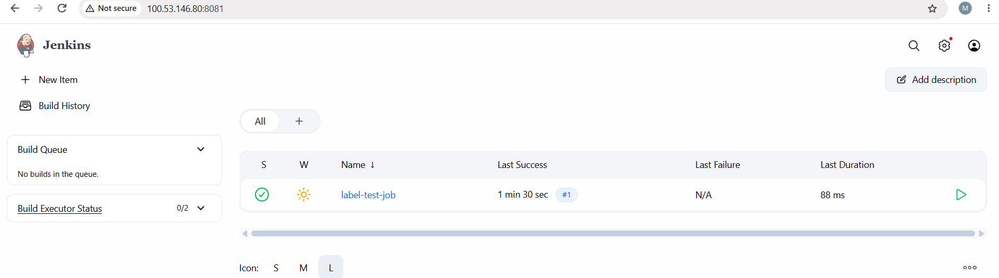 Not secure 100.53.146.80:8081
M
Jenkins
New Item
Add description
Build History
All +
Build Queue
No builds in the queue.
Build Executor Status 0/2
S W Name ↓ Last Success Last Failure Last Duration
label-test-job 1 min 30 sec #1 N/A 88 ms
Icon: S M L